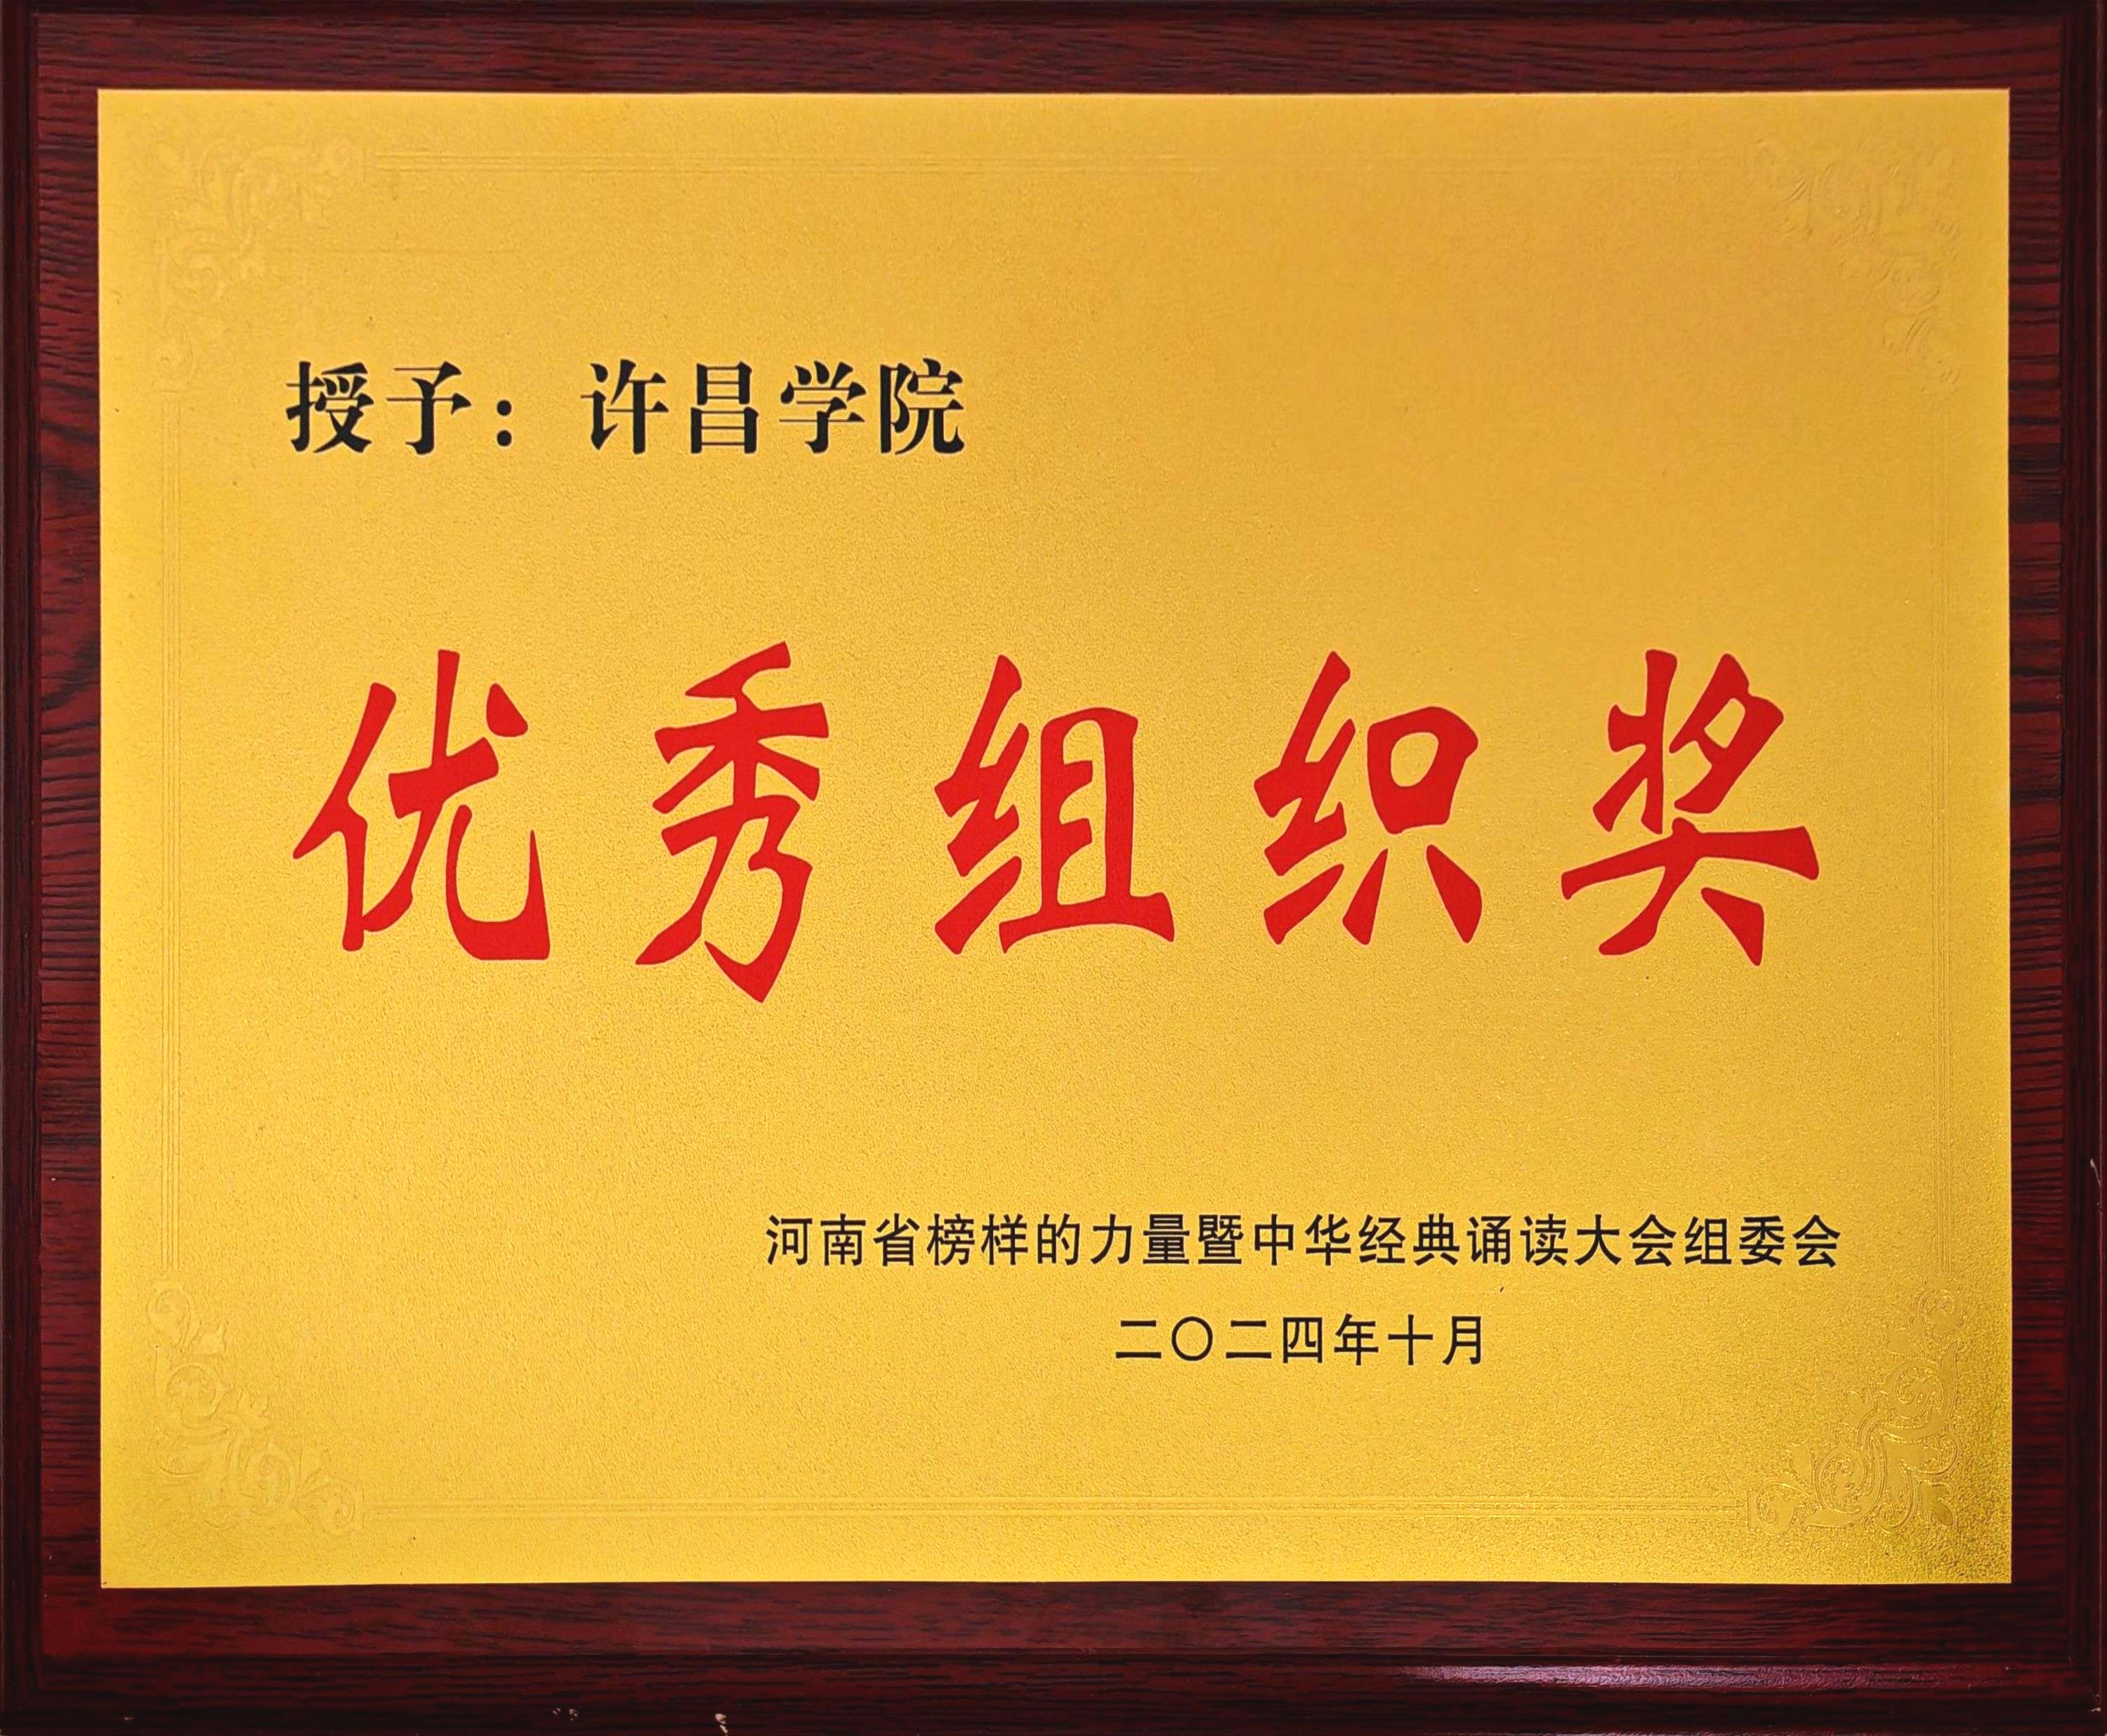 授予：许昌学院
优秀组织奖
河南省榜样的力量暨中华经典诵读大会组委会
二〇二四年十月